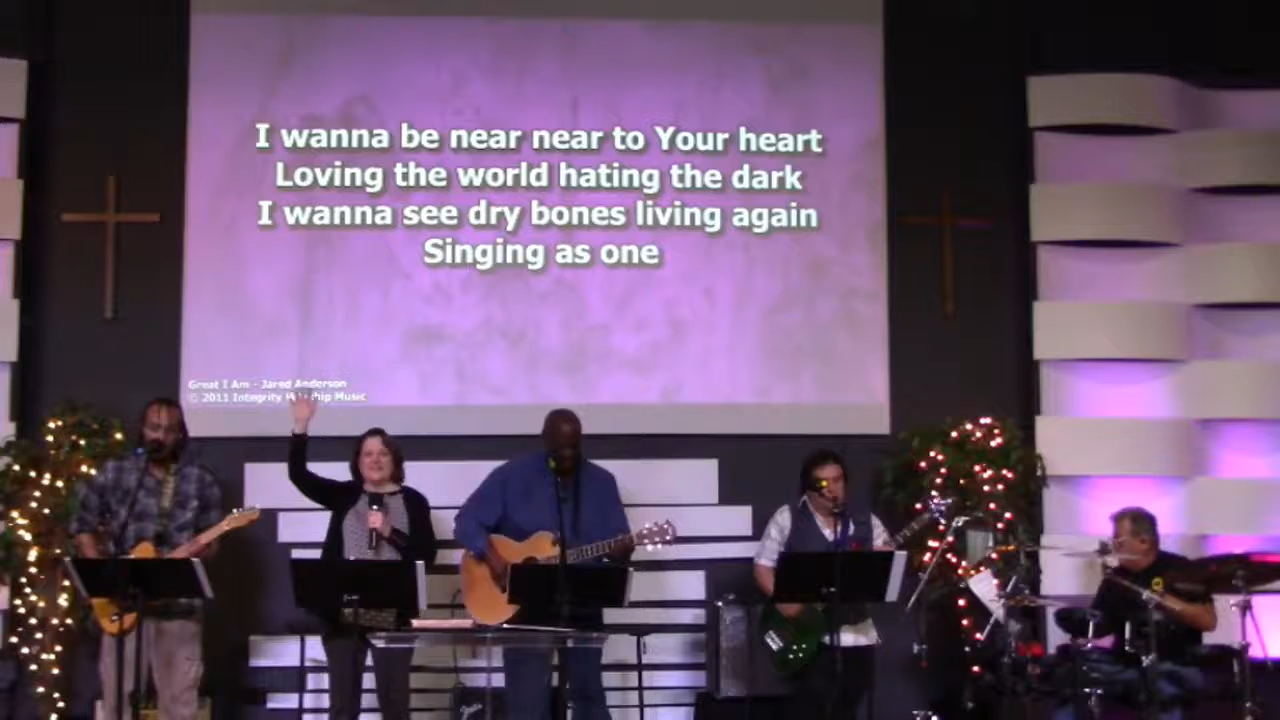 I wanna be near near to Your heart
Loving the world hating the dark
I wanna see dry bones living again
Singing as one
Great I Am - Jared Anderson
© 2011 Integrity Worship Music